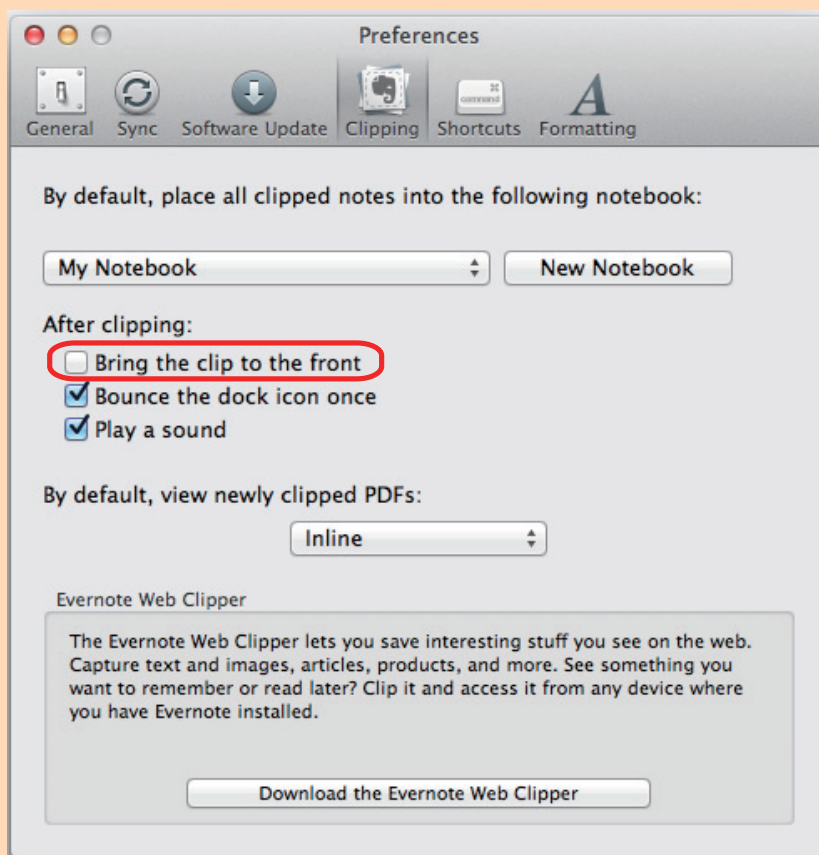 Preferences
General Sync Software Update Clipping Shortcuts Formatting
By default, place all clipped notes into the following notebook:
My Notebook New Notebook
After clipping:
Bring the clip to the front
Bounce the dock icon once
Play a sound
By default, view newly clipped PDFs:
Inline
Evernote Web Clipper
The Evernote Web Clipper lets you save interesting stuff you see on the web.
Capture text and images, articles, products, and more. See something you
want to remember or read later? Clip it and access it from any device where
you have Evernote installed.
Download the Evernote Web Clipper